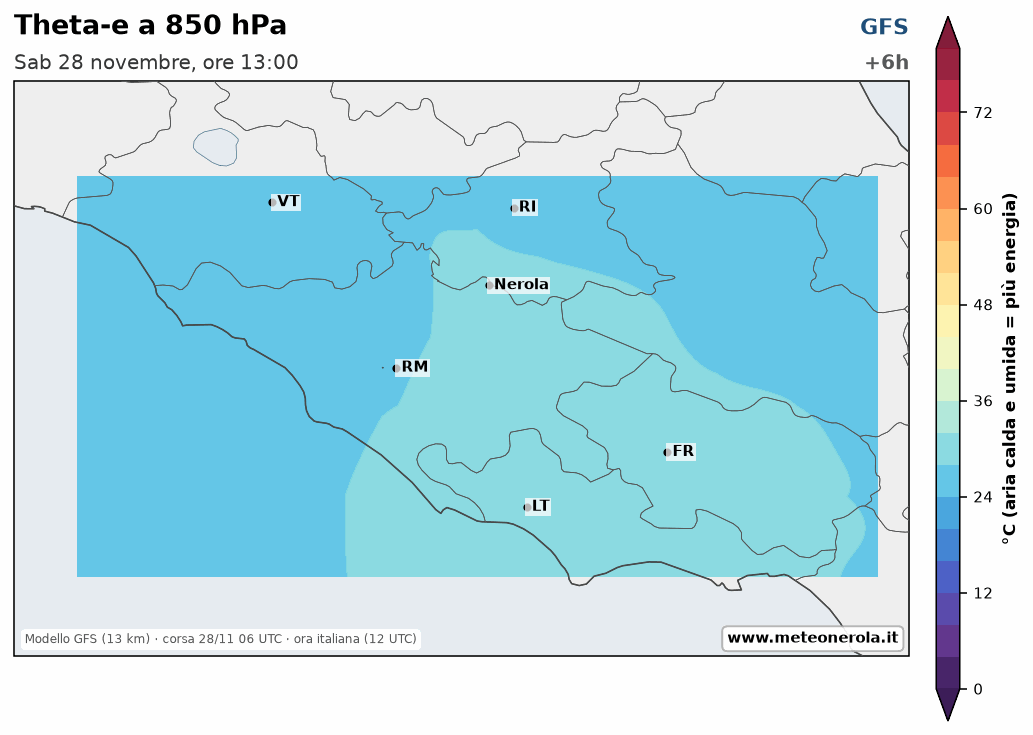 Theta-e a 850 hPa
GFS
Sab 28 novembre, ore 13:00
+6h
VT
RI
Nerola
RM
FR
LT
72
60
48
36
24
12
0
°C (aria calda e umida = più energia)
Modello GFS (13 km) · corsa 28/11 06 UTC · ora italiana (12 UTC)
www.meteonerola.it